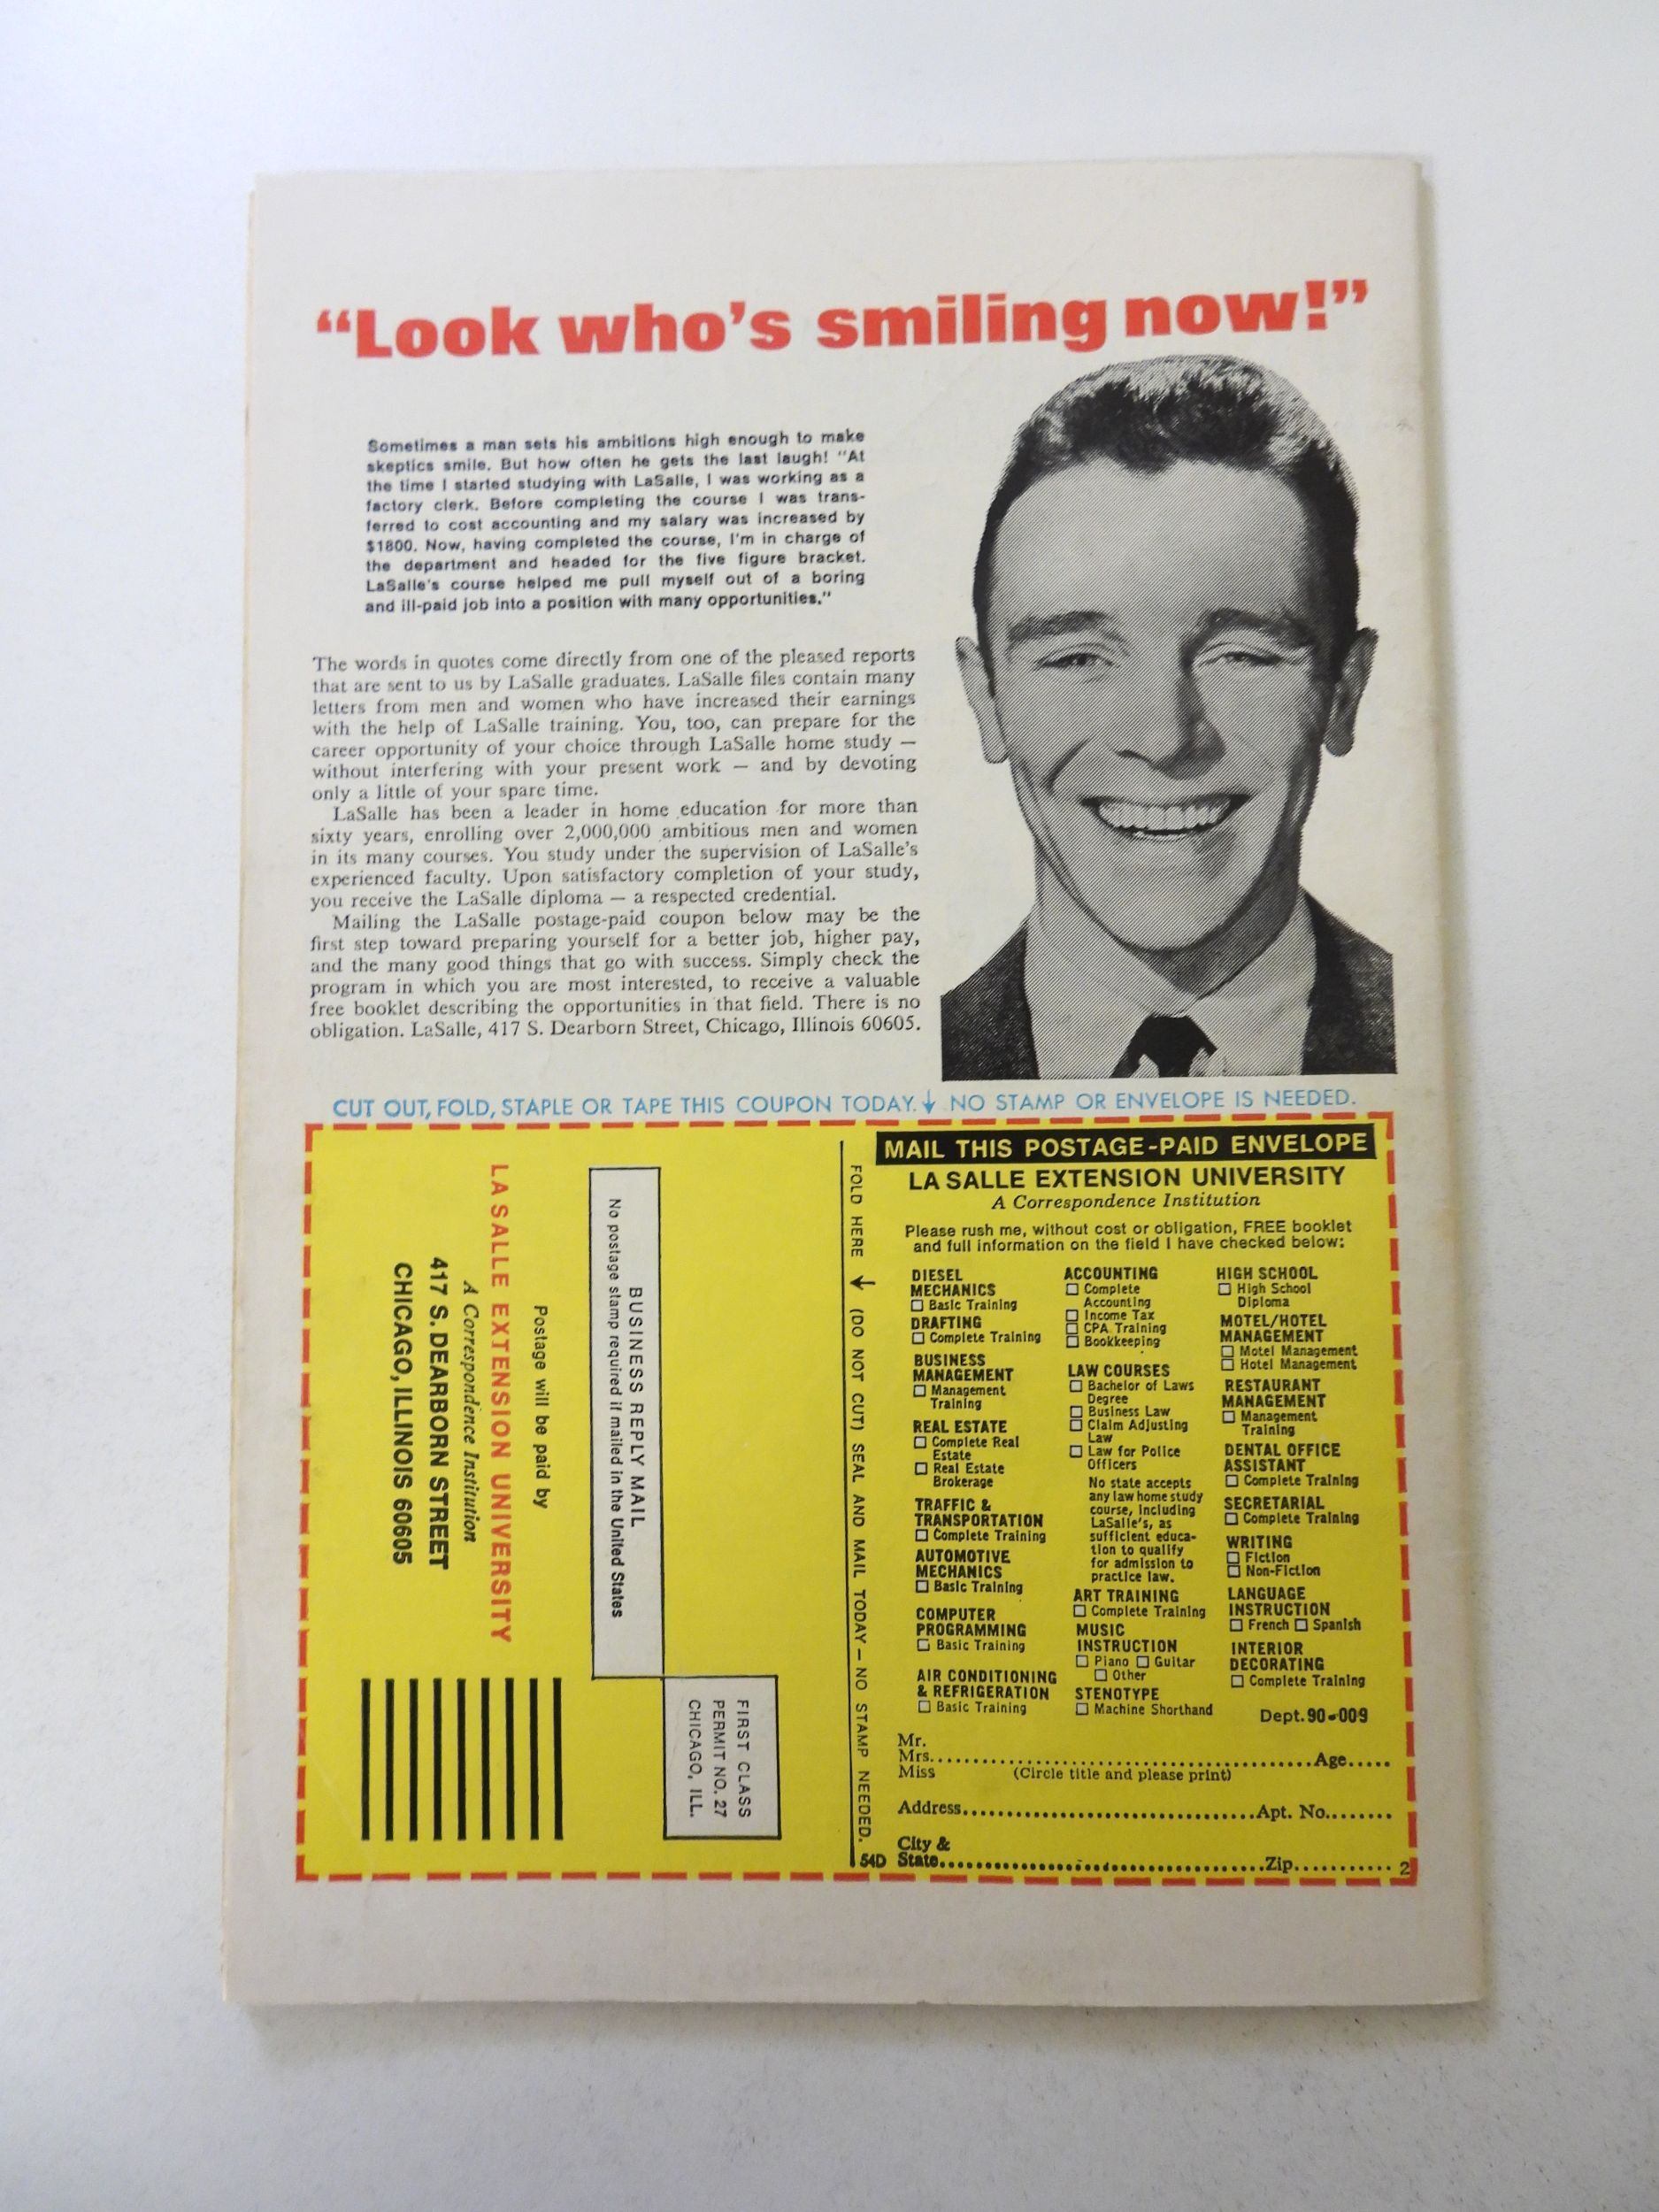 “Look who’s smiling now!”
Sometimes a man sets his ambitions high enough to make
skeptics smile. But how often he gets the last laugh! “At
the time I started studying with LaSalle, I was working as a
factory clerk. Before completing the course I was trans-
ferred to cost accounting and my salary was increased by
$1800. Now, having completed the course, I’m in charge of
the department and headed for the five figure bracket.
LaSalle’s course helped me pull myself out of a boring
and ill-paid job into a position with many opportunities.”
The words in quotes come directly from one of the pleased reports
that are sent to us by LaSalle graduates. LaSalle files contain many
letters from men and women who have increased their earnings
with the help of LaSalle training. You, too, can prepare for the
career opportunity of your choice through LaSalle home study —
without interfering with your present work — and by devoting
only a little of your spare time.
LaSalle has been a leader in home education for more than
sixty years, enrolling over 2,000,000 ambitious men and women
in its many courses. You study under the supervision of LaSalle’s
experienced faculty. Upon satisfactory completion of your study,
you receive the LaSalle diploma — a respected credential.
Mailing the LaSalle postage-paid coupon below may be the
first step toward preparing yourself for a better job, higher pay,
and the many good things that go with success. Simply check the
program in which you are most interested, to receive a valuable
free booklet describing the opportunities in that field. There is no
obligation. LaSalle, 417 S. Dearborn Street, Chicago, Illinois 60605.
CUT OUT, FOLD, STAPLE OR TAPE THIS COUPON TODAY. ↓ NO STAMP OR ENVELOPE IS NEEDED.
FIRST CLASS
PERMIT NO. 27
CHICAGO, ILL.
BUSINESS REPLY MAIL
No postage stamp required if mailed in the United States
Postage will be paid by
LA SALLE EXTENSION UNIVERSITY
A Correspondence Institution
417 S. DEARBORN STREET
CHICAGO, ILLINOIS 60605
FOLD HERE ↓ (DO NOT CUT) SEAL AND MAIL TODAY — NO STAMP NEEDED.
MAIL THIS POSTAGE-PAID ENVELOPE
LA SALLE EXTENSION UNIVERSITY
A Correspondence Institution
Please rush me, without cost or obligation, FREE booklet
and full information on the field I have checked below:
DIESEL
MECHANICS
☐ Basic Training
DRAFTING
☐ Complete Training
BUSINESS
MANAGEMENT
☐ Management
Training
REAL ESTATE
☐ Complete Real
Estate
☐ Real Estate
Brokerage
TRAFFIC &
TRANSPORTATION
☐ Complete Training
AUTOMOTIVE
MECHANICS
☐ Basic Training
COMPUTER
PROGRAMMING
☐ Basic Training
AIR CONDITIONING
& REFRIGERATION
☐ Basic Training
ACCOUNTING
☐ Complete
Accounting
☐ Income Tax
☐ CPA Training
☐ Bookkeeping
LAW COURSES
☐ Bachelor of Laws
Degree
☐ Business Law
☐ Claim Adjusting
Law
☐ Law for Police
Officers
No state accepts
any law home study
course, including
LaSalle’s, as
sufficient educa-
tion to qualify
for admission to
practice law.
ART TRAINING
☐ Complete Training
MUSIC
INSTRUCTION
☐ Piano ☐ Guitar
☐ Other
STENOTYPE
☐ Machine Shorthand
HIGH SCHOOL
☐ High School
Diploma
MOTEL/HOTEL
MANAGEMENT
☐ Motel Management
☐ Hotel Management
RESTAURANT
MANAGEMENT
☐ Management
Training
DENTAL OFFICE
ASSISTANT
☐ Complete Training
SECRETARIAL
☐ Complete Training
WRITING
☐ Fiction
☐ Non-Fiction
LANGUAGE
INSTRUCTION
☐ French ☐ Spanish
INTERIOR
DECORATING
☐ Complete Training
Dept. 90-009
Mr.
Mrs. Age
Miss (Circle title and please print)
Address Apt. No.
City &
54D State Zip 2